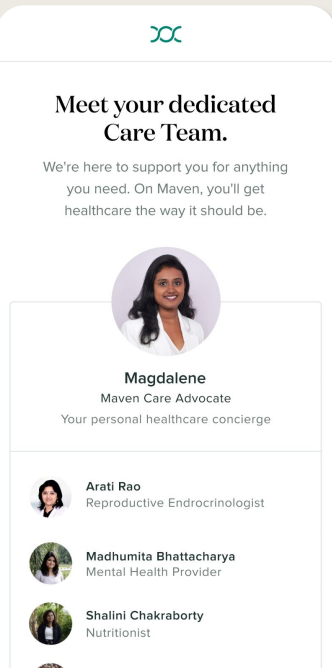 Meet your dedicated
Care Team.
We're here to support you for anything
you need. On Maven, you'll get
healthcare the way it should be.
Magdalene
Maven Care Advocate
Your personal healthcare concierge
Arati Rao
Reproductive Endrocrinologist
Madhumita Bhattacharya
Mental Health Provider
Shalini Chakraborty
Nutritionist